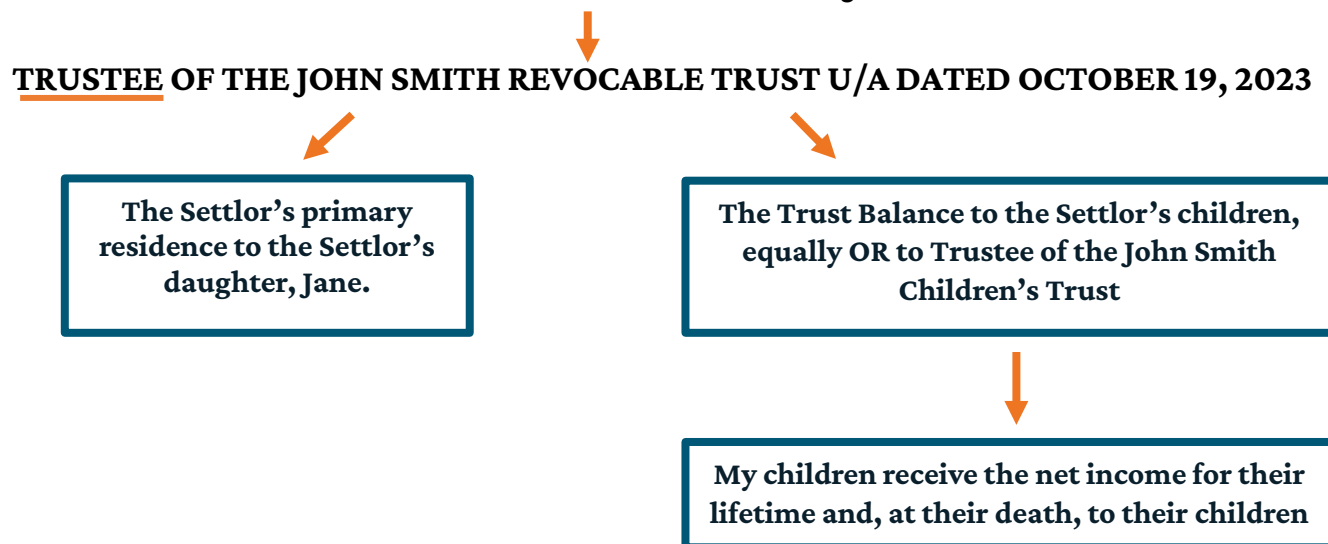 TRUSTEE OF THE JOHN SMITH REVOCABLE TRUST U/A DATED OCTOBER 19, 2023
The Settlor’s primary
residence to the Settlor’s
daughter, Jane.
The Trust Balance to the Settlor’s children,
equally OR to Trustee of the John Smith
Children’s Trust
My children receive the net income for their
lifetime and, at their death, to their children